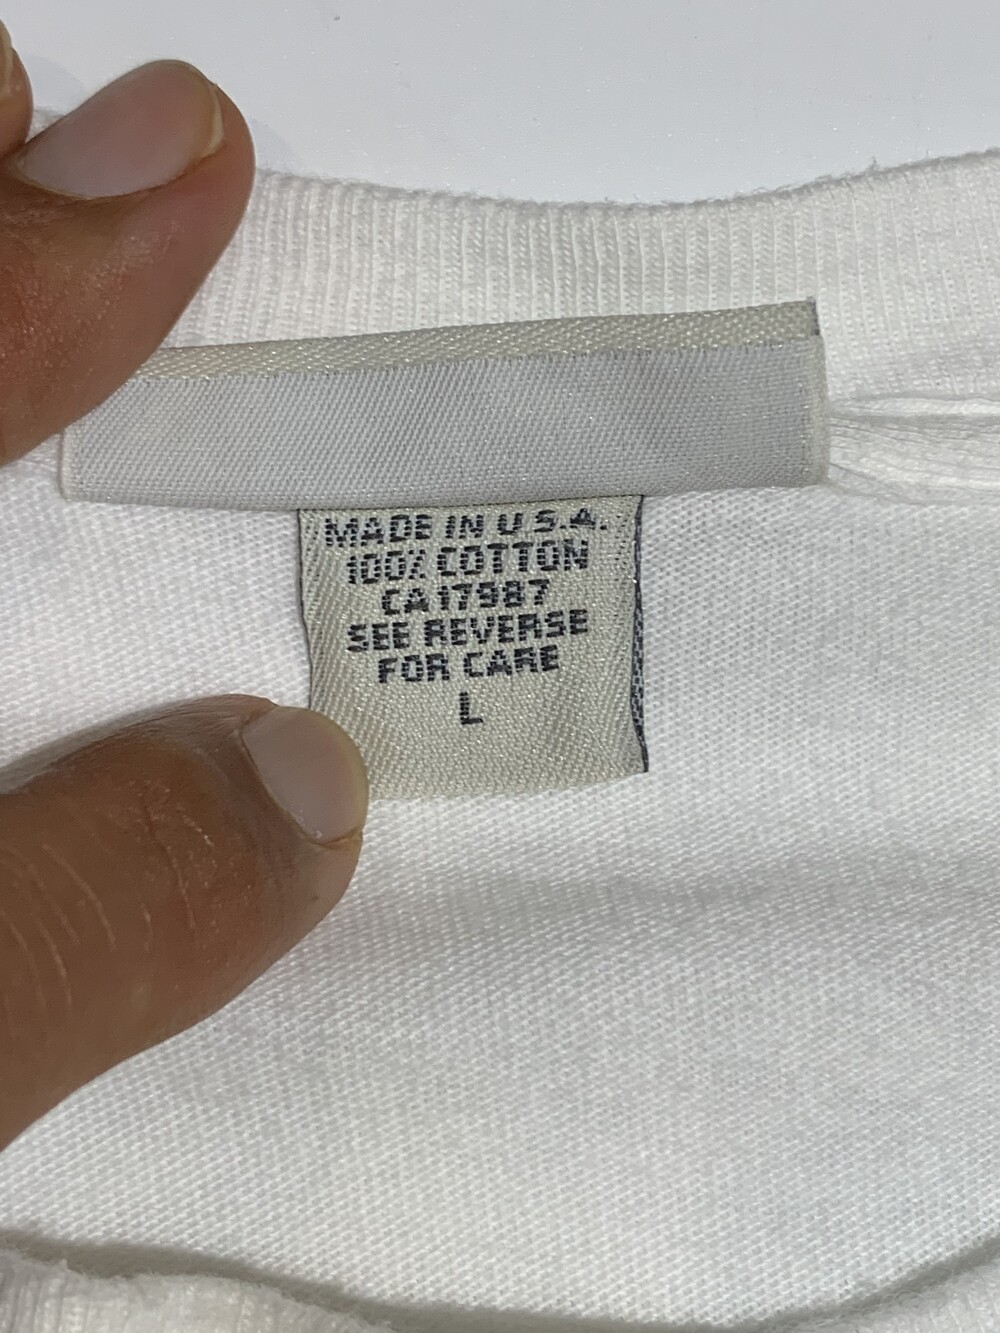 MADE IN U.S.A.
100% COTTON
CA 17987
SEE REVERSE
FOR CARE
L